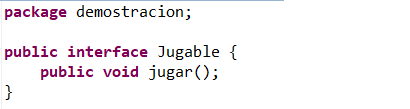 package demostracion;
public interface Jugable {
    public void jugar();
}